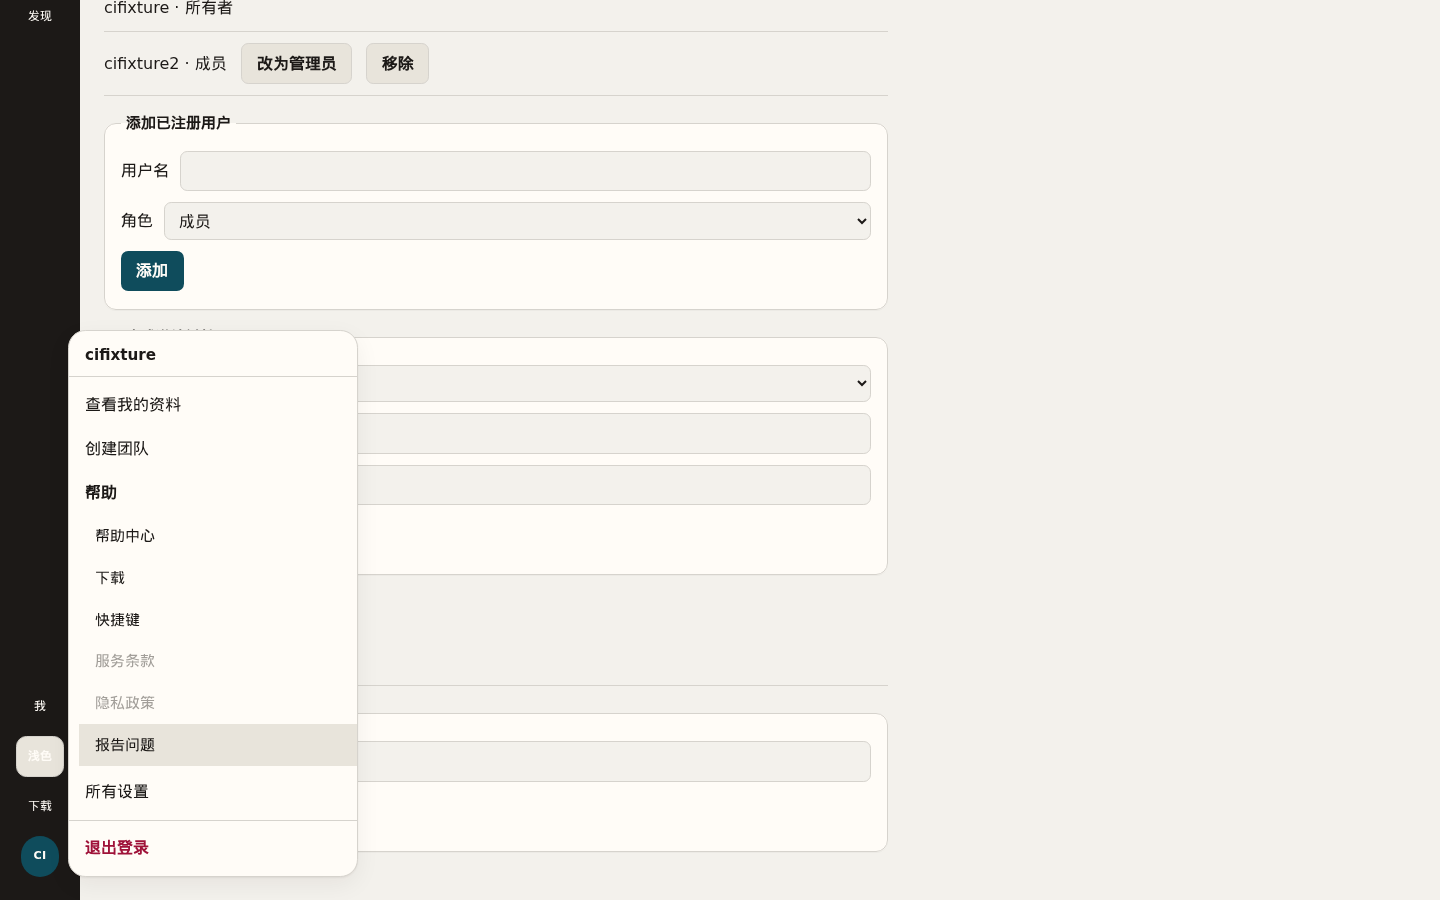 发现
cifixture · 所有者
cifixture2 · 成员 改为管理员 移除
添加已注册用户
用户名
角色 成员
添加
cifixture
查看我的资料
创建团队
帮助
帮助中心
下载
快捷键
服务条款
隐私政策
报告问题
所有设置
退出登录
我
浅色
下载
CI